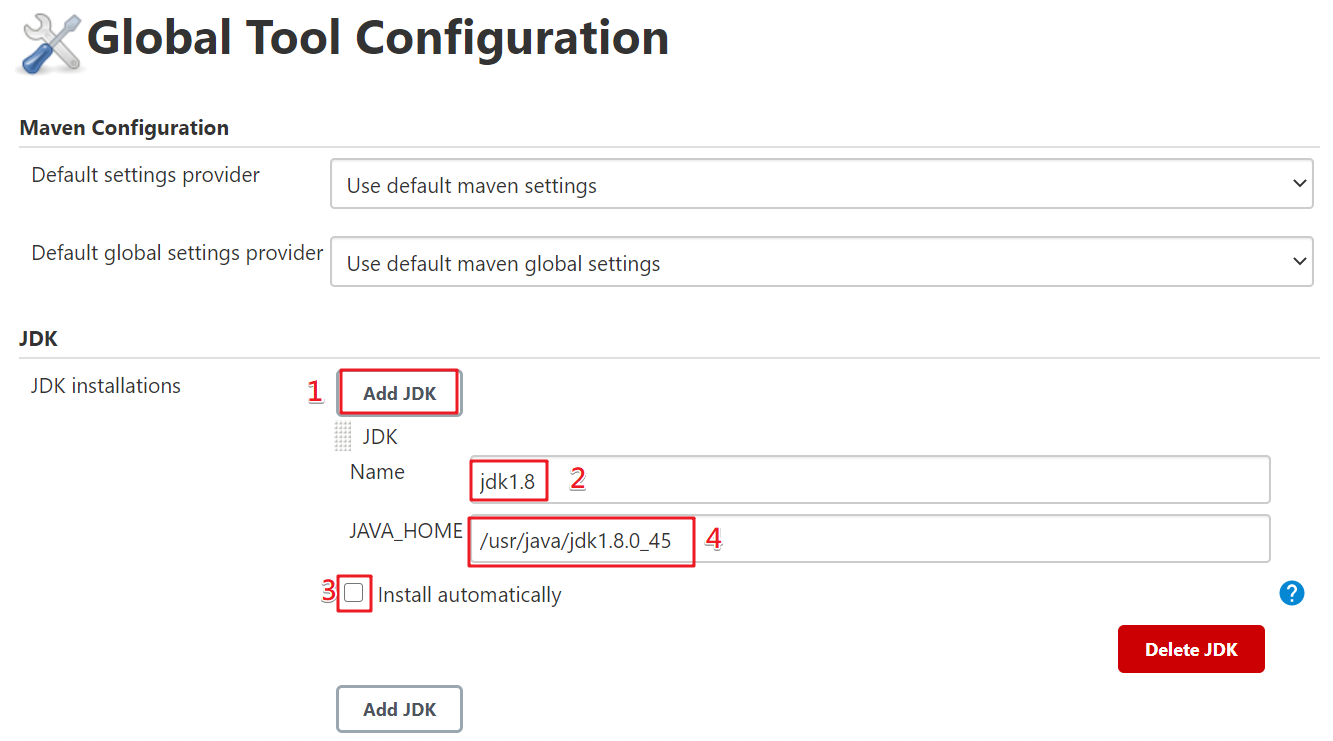 Global Tool Configuration
Maven Configuration
Default settings provider
Use default maven settings
Default global settings provider
Use default maven global settings
JDK
JDK installations
1
Add JDK
JDK
Name
jdk1.8
2
JAVA_HOME
/usr/java/jdk1.8.0_45
4
3
Install automatically
?
Delete JDK
Add JDK